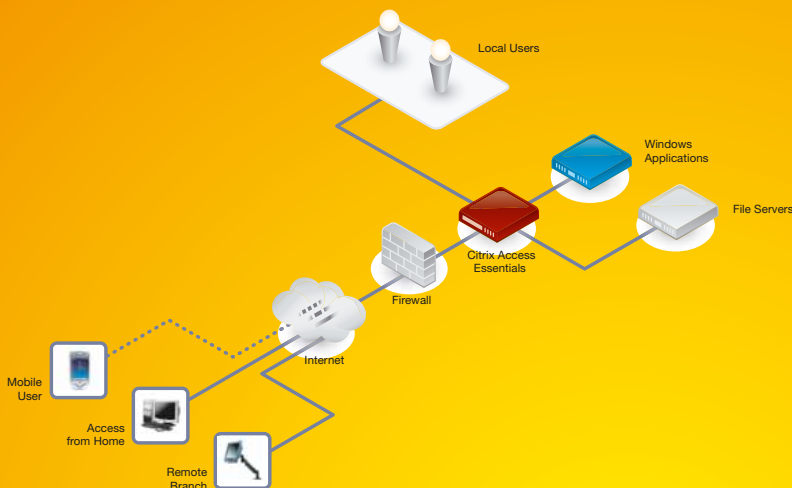 Local Users
Windows
Applications
File Servers
Citrix Access
Essentials
Firewall
Internet
Mobile
User
Access
from Home
Remote
Branch